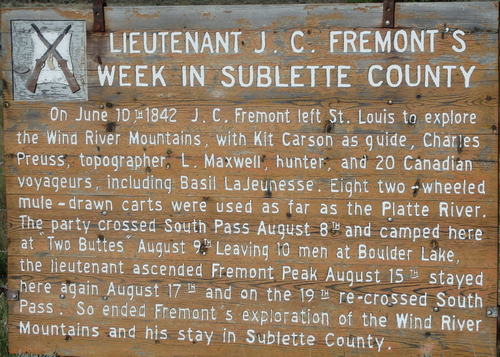 LIEUTENANT J. C. FREMONT'S
WEEK IN SUBLETTE COUNTY
On June 10TH 1842 J. C. Fremont left St. Louis to explore
the Wind River Mountains, with Kit Carson as guide, Charles
Preuss, topographer, L. Maxwell, hunter, and 20 Canadian
voyageurs, including Basil LaJeunesse. Eight two-wheeled
mule-drawn carts were used as far as the Platte River.
The party crossed South Pass August 8TH and camped here
at "Two Buttes" August 9TH Leaving 10 men at Boulder Lake,
the lieutenant ascended Fremont Peak August 15TH stayed
here again August 17TH and on the 19TH re-crossed South
Pass. So ended Fremont's exploration of the Wind River
Mountains and his stay in Sublette County.